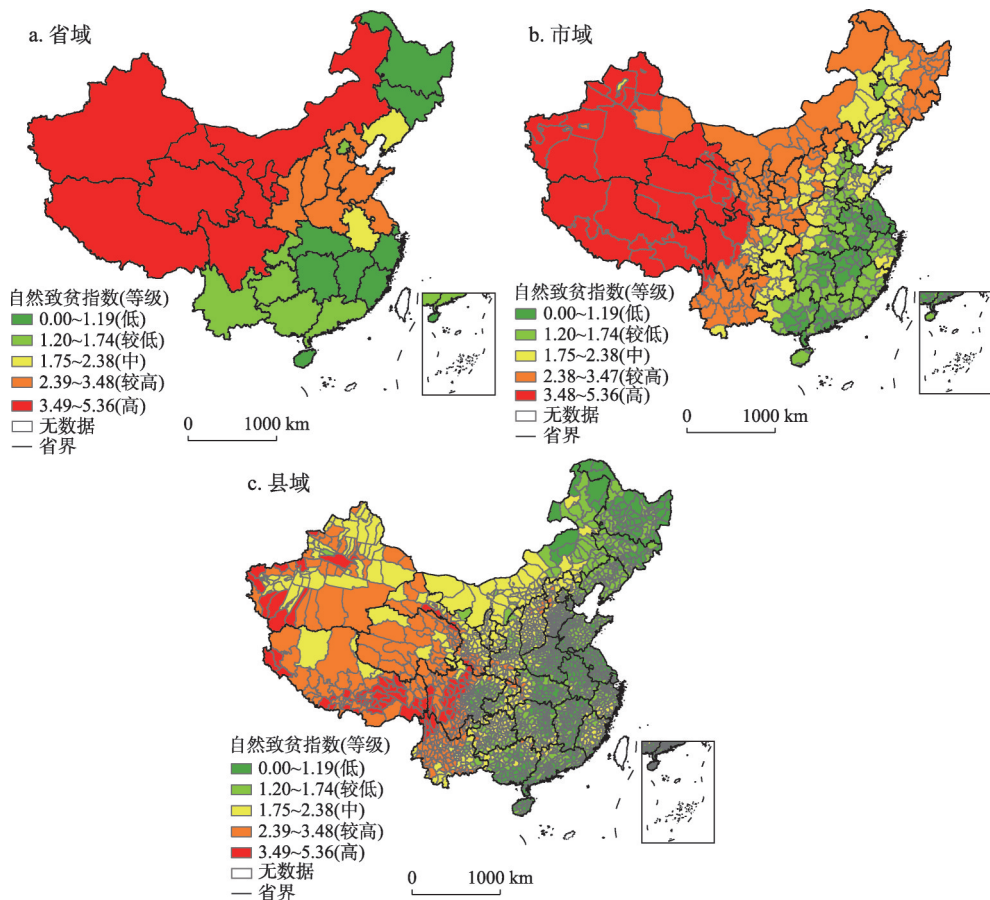 a. 省域
自然致贫指数(等级)
0.00~1.19(低)
1.20~1.74(较低)
1.75~2.38(中)
2.39~3.48(较高)
3.49~5.36(高)
无数据
省界
0 1000 km
b. 市域
自然致贫指数(等级)
0.00~1.19(低)
1.20~1.74(较低)
1.75~2.38(中)
2.38~3.47(较高)
3.48~5.36(高)
无数据
省界
0 1000 km
c. 县域
自然致贫指数(等级)
0.00~1.19(低)
1.20~1.74(较低)
1.75~2.38(中)
2.39~3.48(较高)
3.49~5.36(高)
无数据
省界
0 1000 km